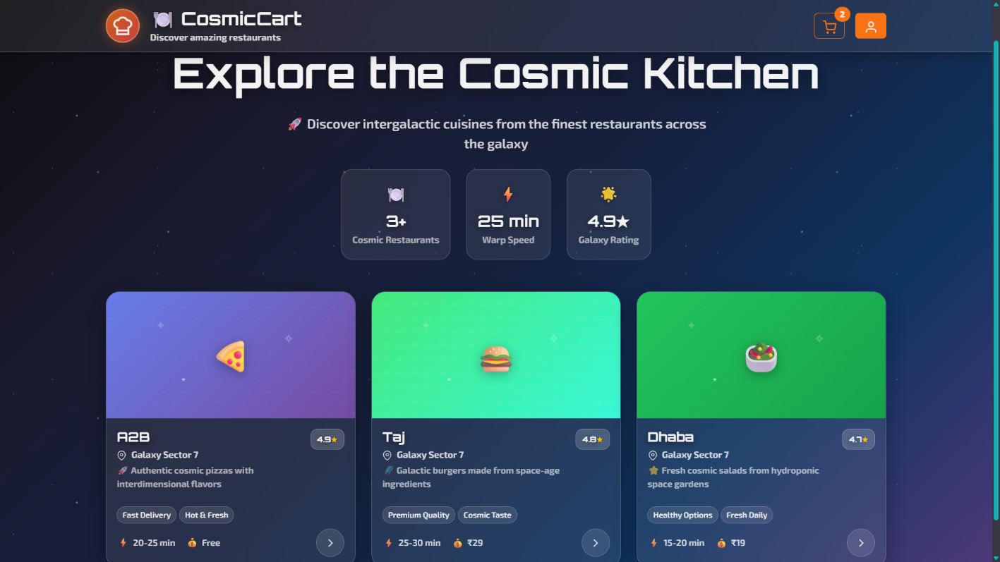 CosmicCart
Discover amazing restaurants
2
Explore the Cosmic Kitchen
🚀 Discover intergalactic cuisines from the finest restaurants across
the galaxy
3+
Cosmic Restaurants
25 min
Warp Speed
4.9★
Galaxy Rating
A2B
4.9★
Galaxy Sector 7
🚀 Authentic cosmic pizzas with
interdimensional flavors
Fast Delivery
Hot & Fresh
20-25 min
Free
Taj
4.8★
Galaxy Sector 7
Galactic burgers made from space-age
ingredients
Premium Quality
Cosmic Taste
25-30 min
₹29
Dhaba
4.7★
Galaxy Sector 7
Fresh cosmic salads from hydroponic
space gardens
Healthy Options
Fresh Daily
15-20 min
₹19